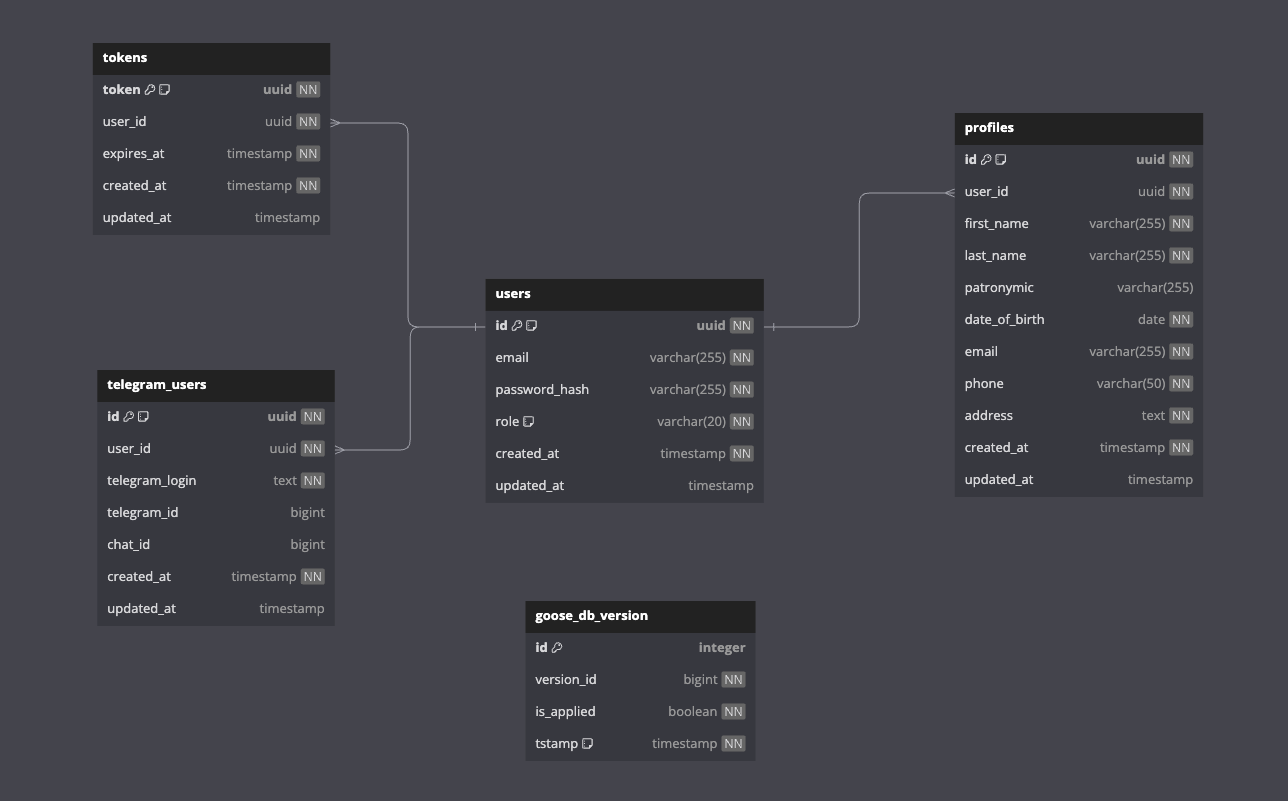 tokens
token uuid NN
user_id uuid NN
expires_at timestamp NN
created_at timestamp NN
updated_at timestamp
telegram_users
id uuid NN
user_id uuid NN
telegram_login text NN
telegram_id bigint
chat_id bigint
created_at timestamp NN
updated_at timestamp
users
id uuid NN
email varchar(255) NN
password_hash varchar(255) NN
role varchar(20) NN
created_at timestamp NN
updated_at timestamp
goose_db_version
id integer
version_id bigint NN
is_applied boolean NN
tstamp timestamp NN
profiles
id uuid NN
user_id uuid NN
first_name varchar(255) NN
last_name varchar(255) NN
patronymic varchar(255)
date_of_birth date NN
email varchar(255) NN
phone varchar(50) NN
address text NN
created_at timestamp NN
updated_at timestamp